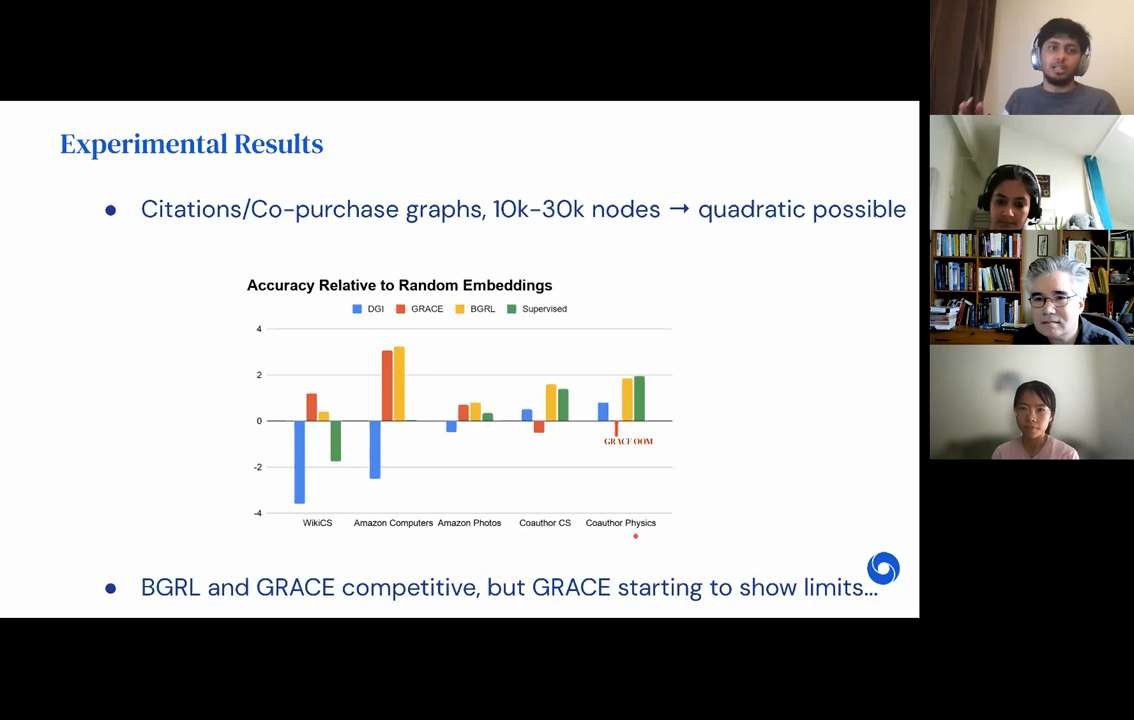 Experimental Results
● Citations/Co-purchase graphs, 10k-30k nodes → quadratic possible
Accuracy Relative to Random Embeddings
DGI GRACE BGRL Supervised
4
2
0
-2
-4
GRACE OOM
WikiCS Amazon Computers Amazon Photos Coauthor CS Coauthor Physics
● BGRL and GRACE competitive, but GRACE starting to show limits...